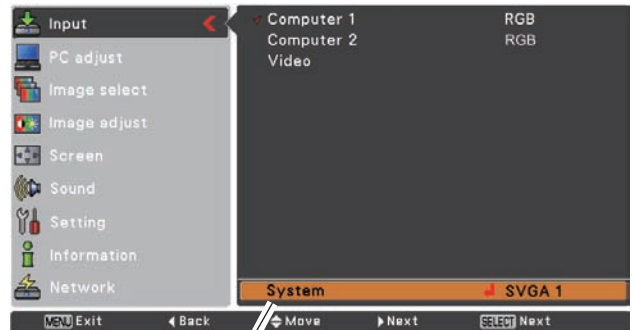 Input
PC adjust
Image select
Image adjust
Screen
Sound
Setting
Information
Network
Computer 1 RGB
Computer 2 RGB
Video
System SVGA 1
MENU Exit Back Move Next SELECT Next